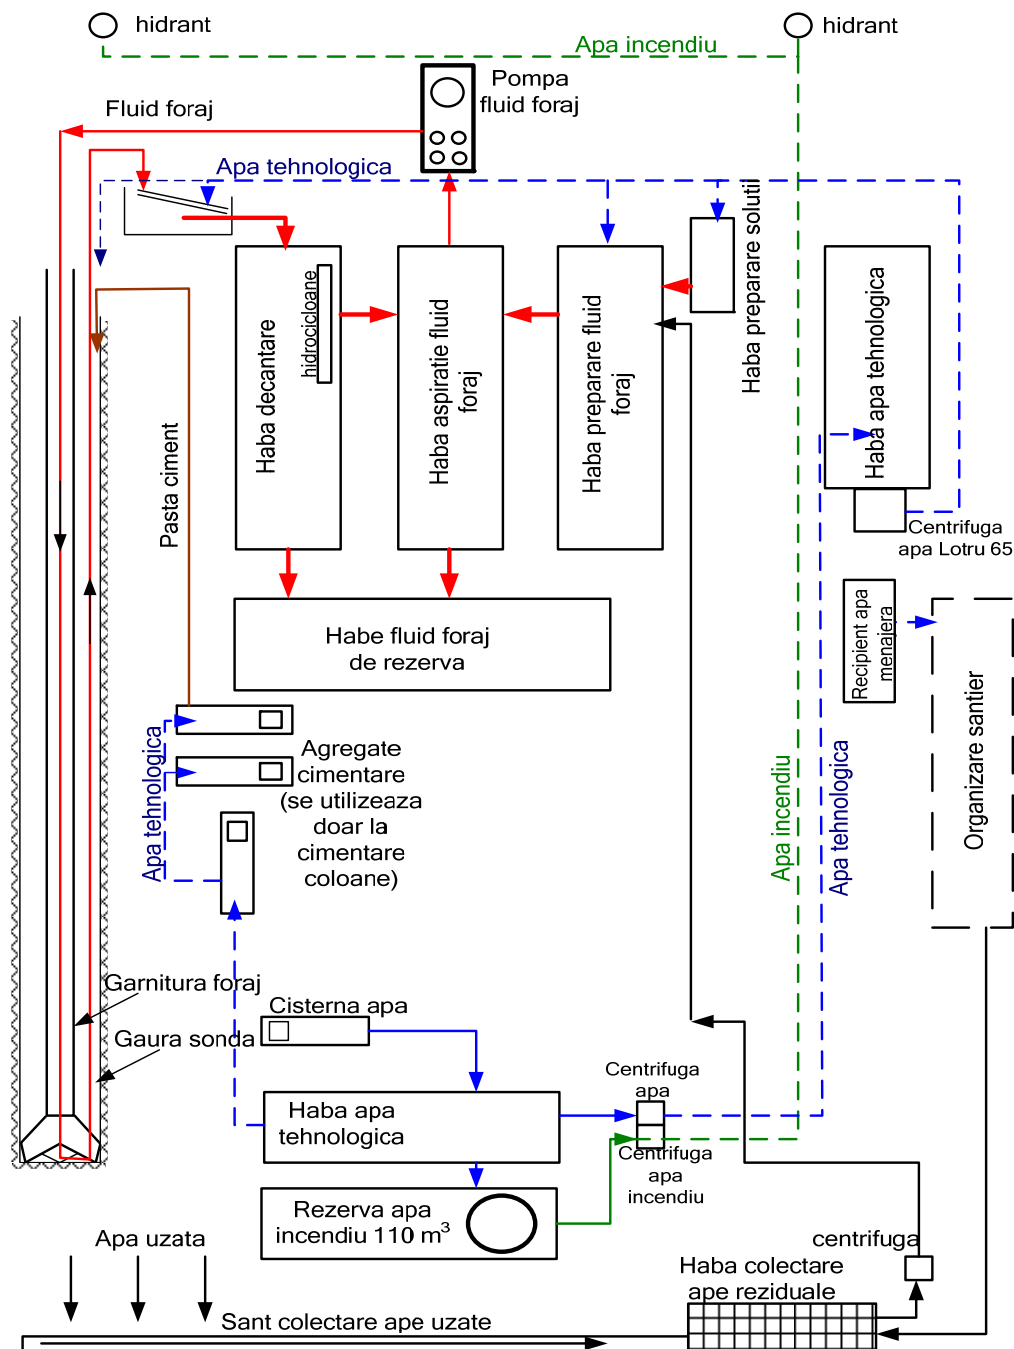 hidrant
hidrant
Apa incendiu
Pompa
fluid foraj
Fluid foraj
Apa tehnologica
Haba preparare solutii
Haba decantare
hidrocicloane
Haba aspiratie fluid
foraj
Haba preparare fluid
foraj
Haba apa tehnologica
Pasta ciment
Centrifuga
apa Lotru 65
Recipient apa
menajera
Habe fluid foraj
de rezerva
Organizare santier
Apa tehnologica
Agregate
cimentare
(se utilizeaza
doar la
cimentare
coloane)
Apa incendiu
Apa tehnologica
Garnitura foraj
Cisterna apa
Gaura sonda
Centrifuga
apa
Haba apa
tehnologica
Centrifuga
apa
incendiu
Rezerva apa
incendiu 110 m³
Apa uzata
centrifuga
Haba colectare
ape reziduale
Sant colectare ape uzate